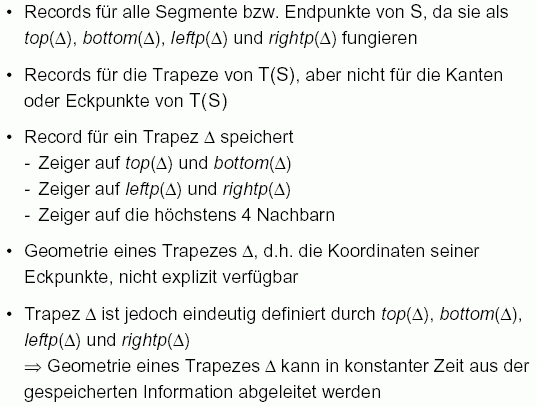 • Records für alle Segmente bzw. Endpunkte von S, da sie als
top(Δ), bottom(Δ), leftp(Δ) und rightp(Δ) fungieren
• Records für die Trapeze von T(S), aber nicht für die Kanten
oder Eckpunkte von T(S)
• Record für ein Trapez Δ speichert
- Zeiger auf top(Δ) und bottom(Δ)
- Zeiger auf leftp(Δ) und rightp(Δ)
- Zeiger auf die höchstens 4 Nachbarn
• Geometrie eines Trapezes Δ, d.h. die Koordinaten seiner
Eckpunkte, nicht explizit verfügbar
• Trapez Δ ist jedoch eindeutig definiert durch top(Δ), bottom(Δ),
leftp(Δ) und rightp(Δ)
⇒ Geometrie eines Trapezes Δ kann in konstanter Zeit aus der
gespeicherten Information abgeleitet werden